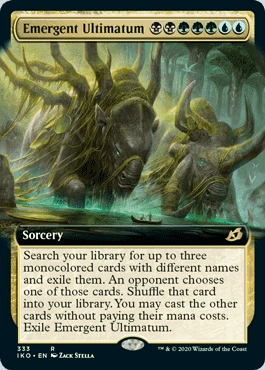 Emergent Ultimatum
Sorcery
Search your library for up to three
monocolored cards with different names
and exile them. An opponent chooses
one of those cards. Shuffle that card
into your library. You may cast the other
cards without paying their mana costs.
Exile Emergent Ultimatum.
333 R
IKO • EN ZACK STELLA
™ & © 2020 Wizards of the Coast